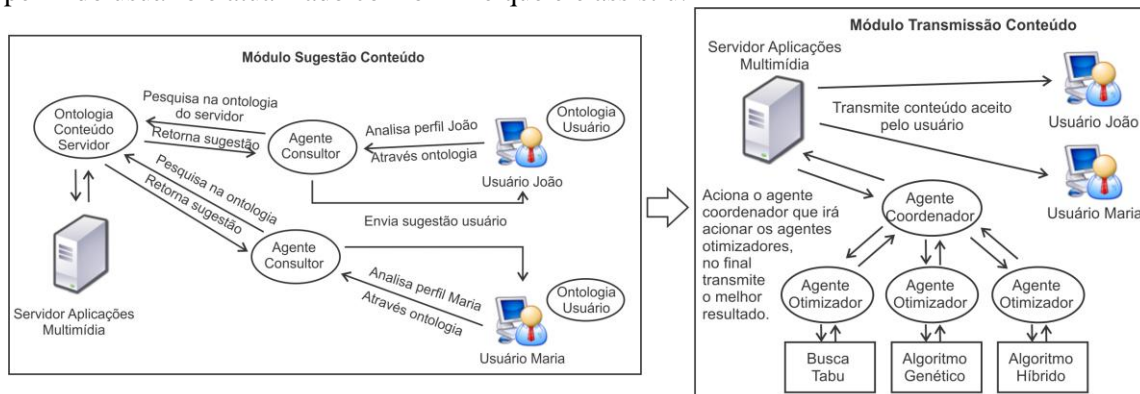 Módulo Sugestão Conteúdo
Ontologia
Conteúdo
Servidor
Pesquisa na ontologia
do servidor
Retorna sugestão
Agente
Consultor
Analisa perfil João
Através ontologia
Ontologia
Usuário
Usuário João
Pesquisa na ontologia
Retorna sugestão
Envia sugestão usuário
Agente
Consultor
Analisa perfil Maria
Através ontologia
Ontologia
Usuário
Usuário Maria
Servidor Aplicações
Multimídia
Módulo Transmissão Conteúdo
Servidor Aplicações
Multimídia
Transmite conteúdo aceito
pelo usuário
Usuário João
Usuário Maria
Aciona o agente
coordenador que irá
acionar os agentes
otimizadores,
no final
transmite
o melhor
resultado.
Agente
Coordenador
Agente
Otimizador
Agente
Otimizador
Agente
Otimizador
Busca
Tabu
Algoritmo
Genético
Algoritmo
Híbrido